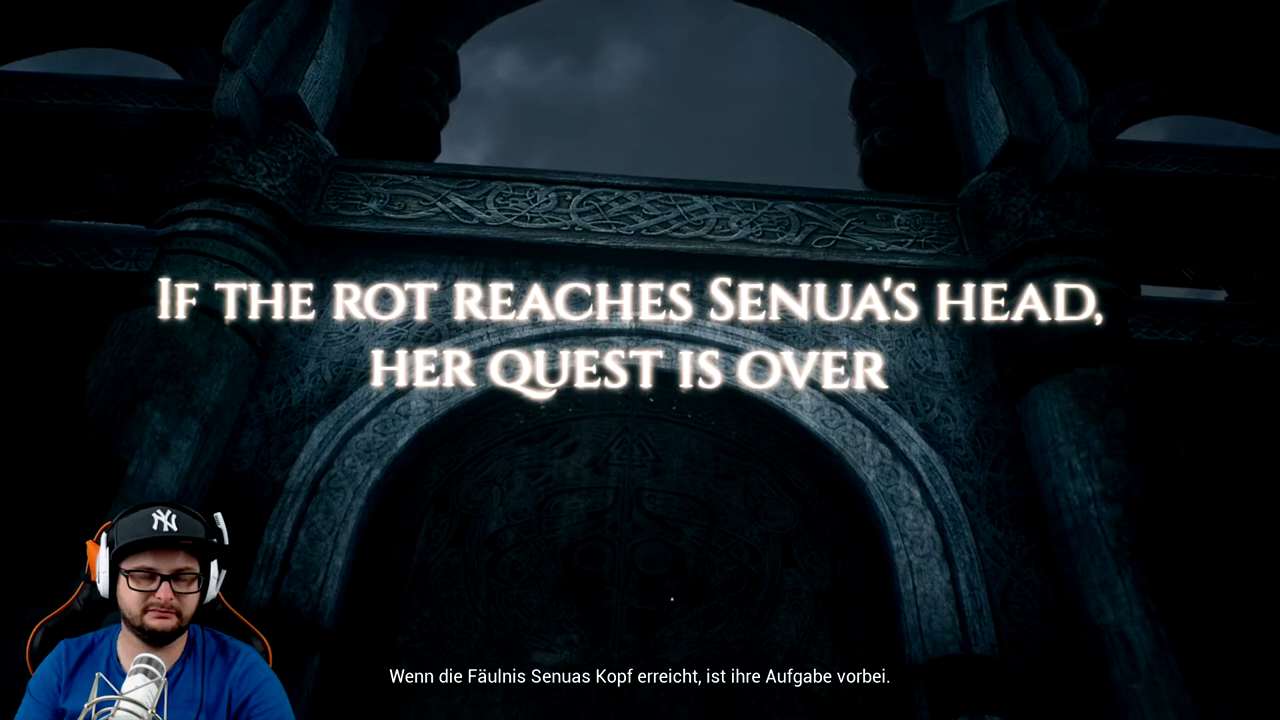 If the rot reaches Senua's head,
her quest is over
NY
Wenn die Fäulnis Senuas Kopf erreicht, ist ihre Aufgabe vorbei.